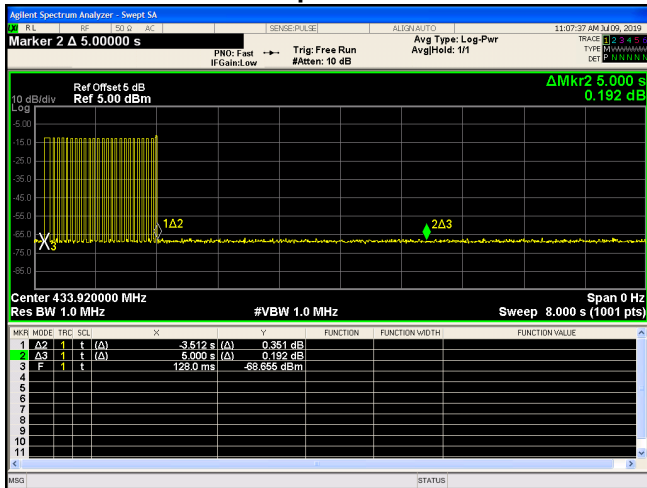 Agilent Spectrum Analyzer - Swept SA
RL RF 50 Ω AC SENSE:PULSE ALIGN AUTO 11:07:37 AM Jul 09, 2019
Marker 2 Δ 5.00000 s
PNO: Fast Trig: Free Run Avg Type: Log-Pwr TRACE 1 2 3 4 5 6
IFGain:Low #Atten: 10 dB Avg|Hold: 1/1 TYPE M
DET P N N N N N
ΔMkr2 5.000 s
0.192 dB
Ref Offset 5 dB
10 dB/div Ref 5.00 dBm
Log
-5.00
-15.0
-25.0
-35.0
-45.0
-55.0
-65.0
-75.0
-85.0
1Δ2
2Δ3
3
Center 433.920000 MHz Span 0 Hz
Res BW 1.0 MHz #VBW 1.0 MHz Sweep 8.000 s (1001 pts)
MKR MODE TRC SCL X Y FUNCTION FUNCTION WIDTH FUNCTION VALUE
1 Δ2 1 t (Δ) -3.512 s (Δ) 0.351 dB
2 Δ3 1 t (Δ) 5.000 s (Δ) 0.192 dB
3 F 1 t 128.0 ms -68.655 dBm
4
5
6
7
8
9
10
11
MSG STATUS